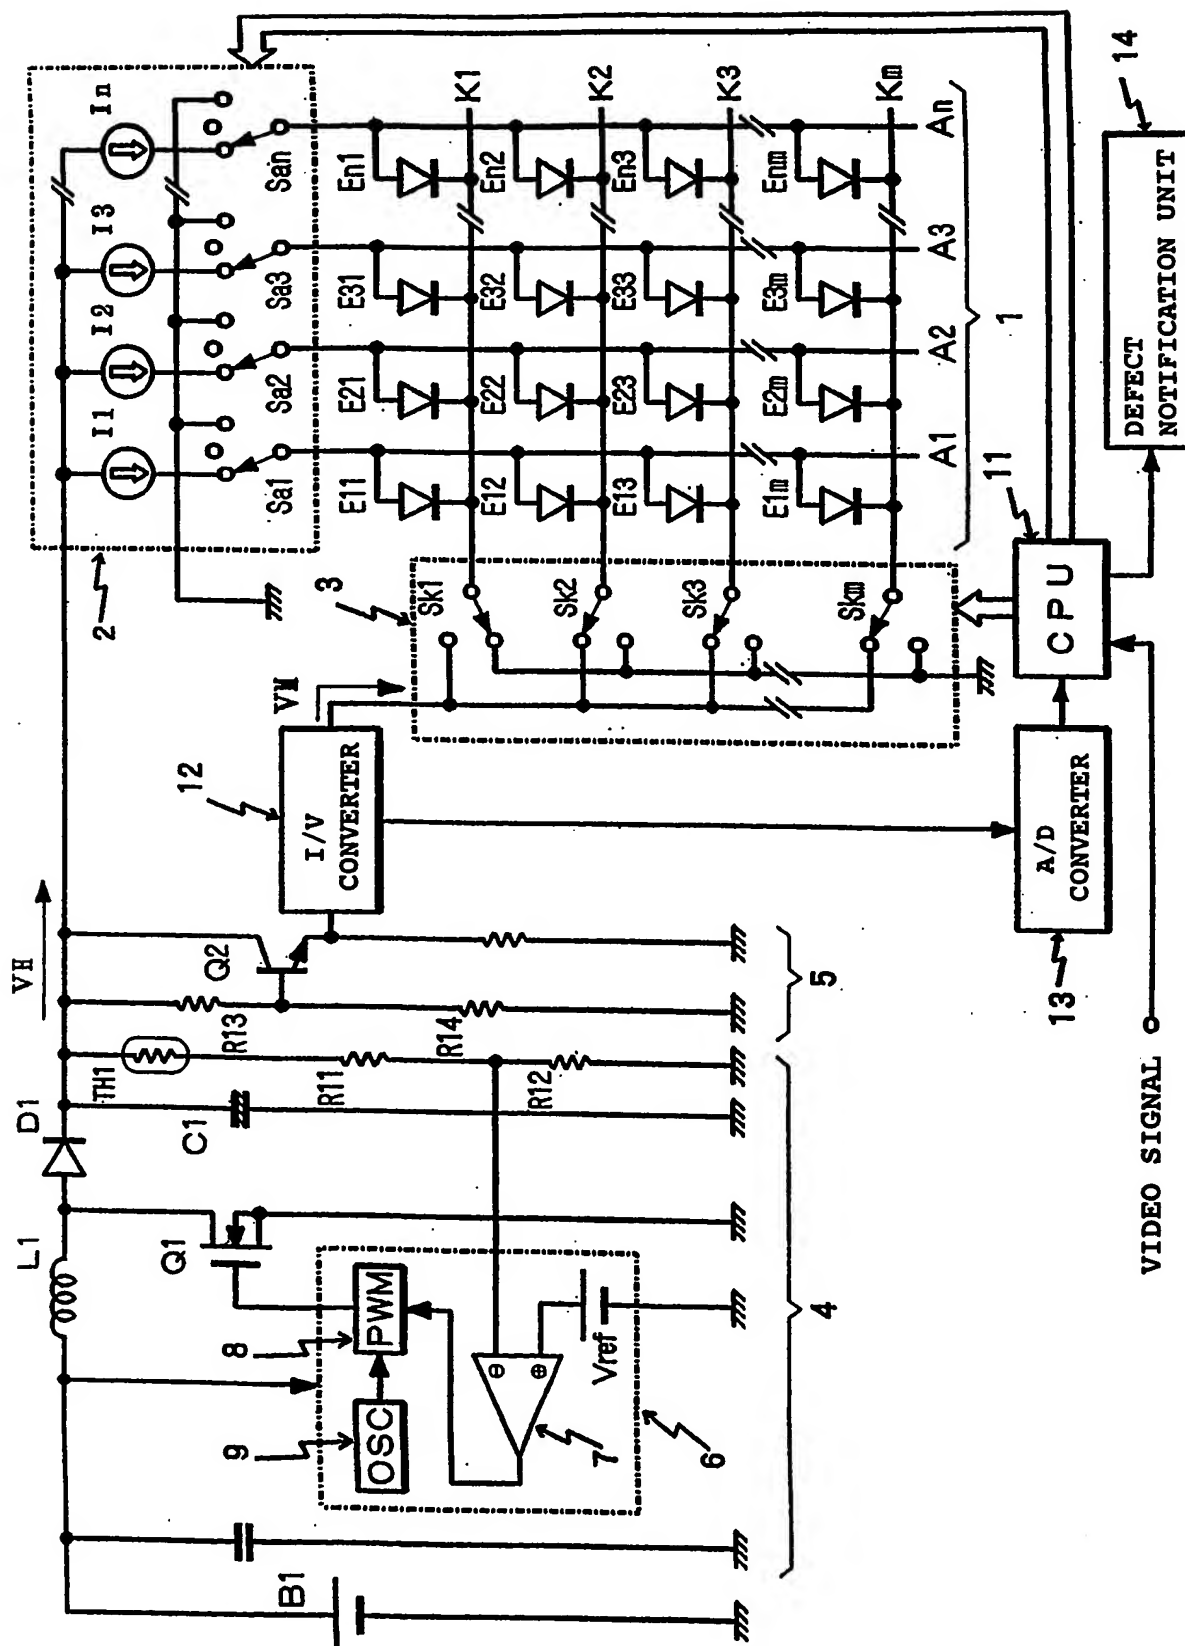 B1
L1
D1
VH
I1
I2
I3
In
2
Q1
C1
TH1
R13
Q2
12
VM
I/V
CONVERTER
Sa1
Sa2
Sa3
San
3
Sk1
Sk2
Sk3
Skm
E11
E21
E31
En1
K1
E12
E22
E32
En2
K2
E13
E23
E33
En3
K3
E1m
E2m
E3m
Enm
Km
A1
A2
A3
An
1
9
OSC
8
PWM
R11
R14
R12
7
Vref
6
4
5
13
A/D
CONVERTER
11
CPU
14
DEFECT
NOTIFICATION UNIT
VIDEO SIGNAL